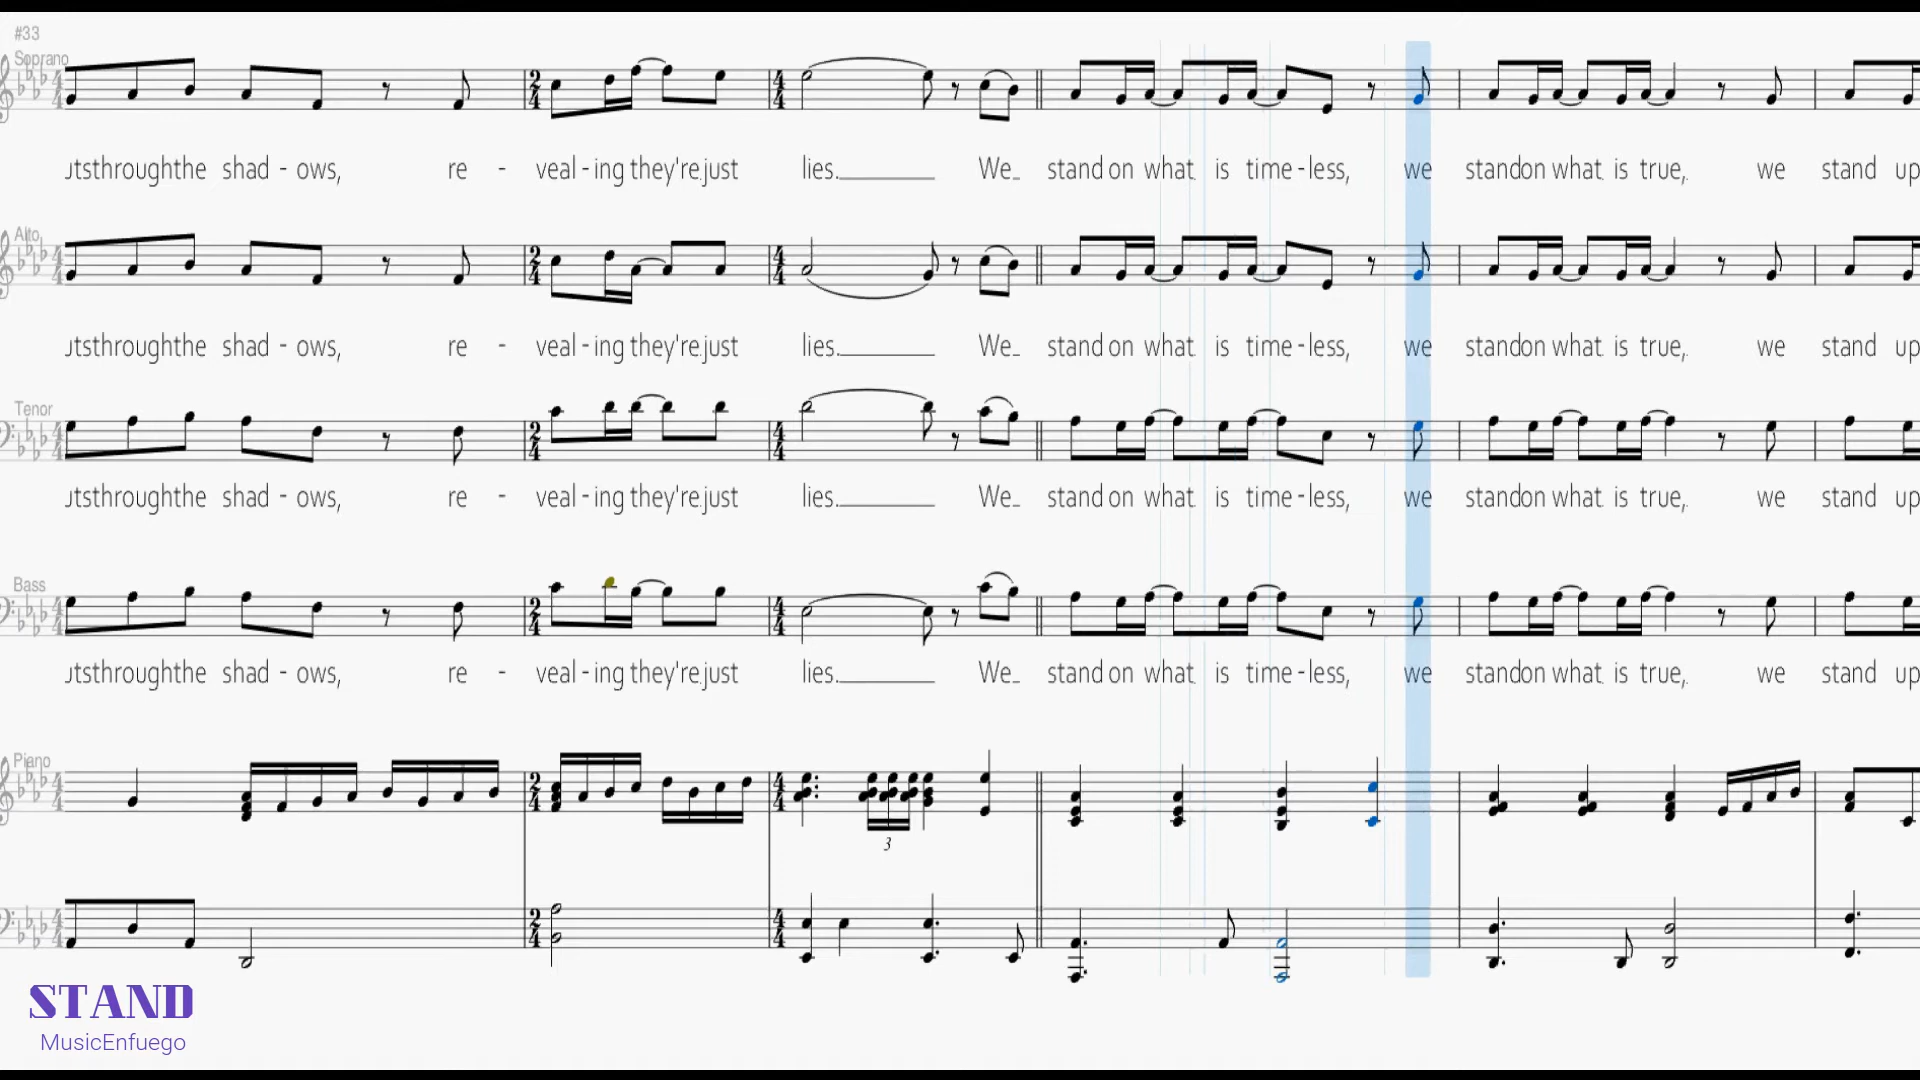 #33
Soprano
utsthroughthe shad - ows, re - veal - ing they're just lies. We stand on what is time - less, we standon what is true, we stand up
Alto
utsthroughthe shad - ows, re - veal - ing they're just lies. We stand on what is time - less, we standon what is true, we stand up
Tenor
utsthroughthe shad - ows, re - veal - ing they're just lies. We stand on what is time - less, we standon what is true, we stand up
Bass
utsthroughthe shad - ows, re - veal - ing they're just lies. We stand on what is time - less, we standon what is true, we stand up
Piano
3
STAND
MusicEnfuego